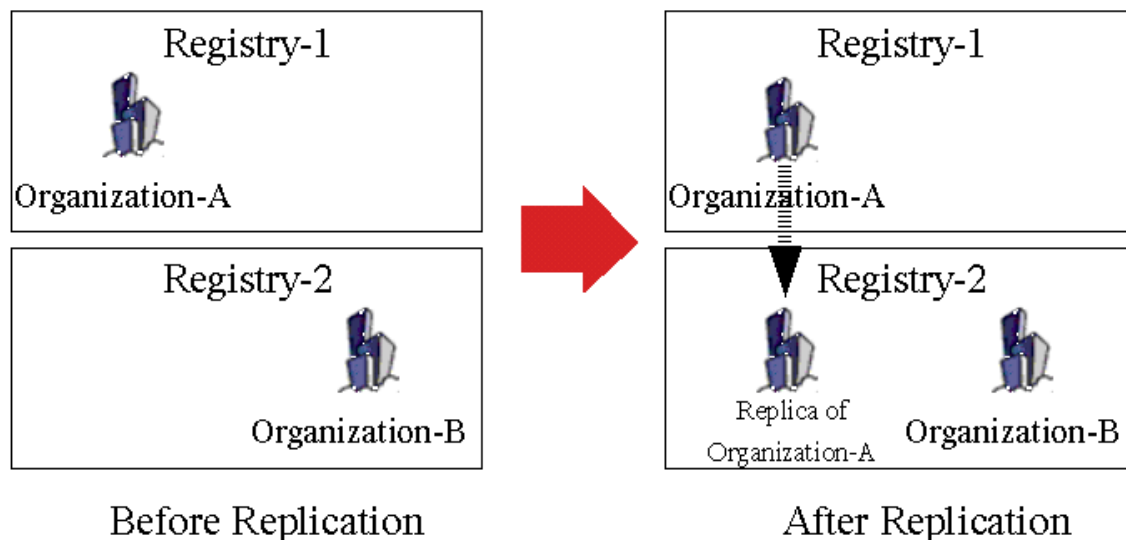 Registry-1
Organization-A
Registry-2
Organization-B
Before Replication
Registry-1
Organization-A
Registry-2
Replica of
Organization-A
Organization-B
After Replication